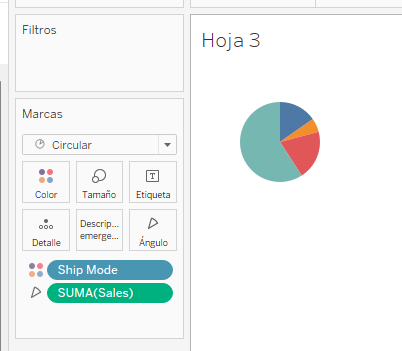 Filtros
Hoja 3
Marcas
Circular
Color
Tamaño
Etiqueta
Detalle
Descrip...
emerge...
Ángulo
Ship Mode
SUMA(Sales)